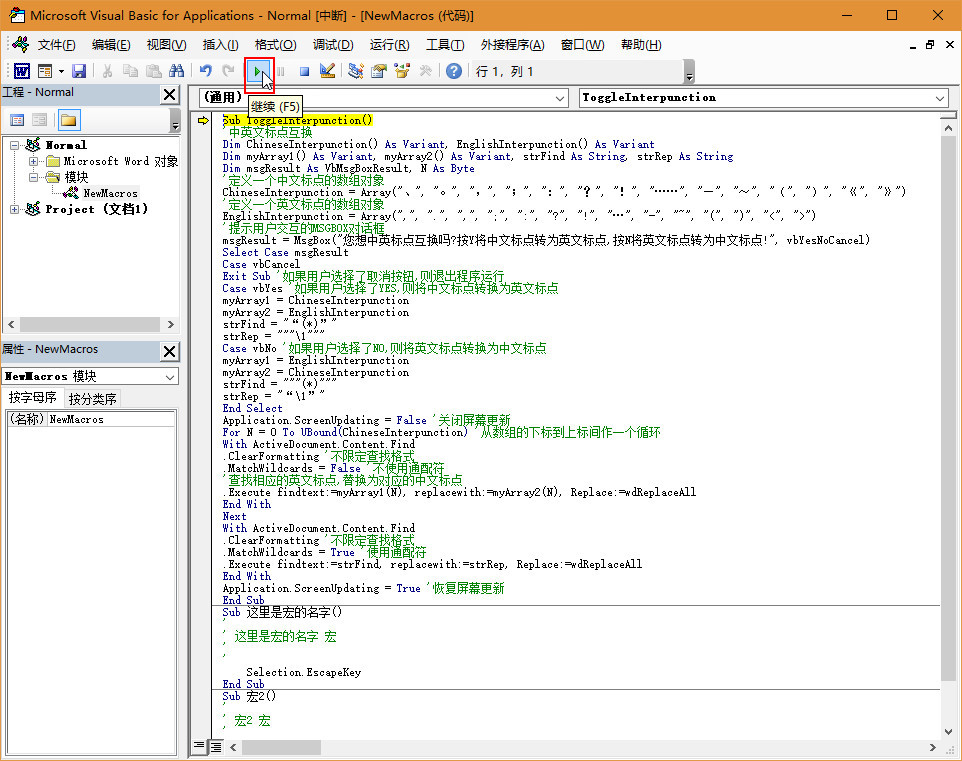 Microsoft Visual Basic for Applications - Normal [中断] - [NewMacros (代码)]
文件(F) 编辑(E) 视图(V) 插入(I) 格式(O) 调试(D) 运行(R) 工具(T) 外接程序(A) 窗口(W) 帮助(H)
行 1, 列 1
工程 - Normal
Normal
Microsoft Word 对象
模块
NewMacros
Project (文档1)
属性 - NewMacros
NewMacros 模块
按字母序 按分类序
(名称) NewMacros
(通用)
ToggleInterpunction
继续 (F5)
Sub ToggleInterpunction()
'中英文标点互换
Dim ChineseInterpunction() As Variant, EnglishInterpunction() As Variant
Dim myArray1() As Variant, myArray2() As Variant, strFind As String, strRep As String
Dim msgResult As VbMsgBoxResult, N As Byte
'定义一个中文标点的数组对象
ChineseInterpunction = Array("、", "。", "，", "；", "：", "？", "！", "……", "—", "～", "（", "）", "《", "》")
'定义一个英文标点的数组对象
EnglishInterpunction = Array(",", ".", ",", ";", ":", "?", "!", "…", "-", "~", "(", ")", "<", ">")
'提示用户交互的MSGBOX对话框
msgResult = MsgBox("您想中英标点互换吗?按Y将中文标点转为英文标点,按N将英文标点转为中文标点!", vbYesNoCancel)
Select Case msgResult
Case vbCancel
Exit Sub '如果用户选择了取消按钮,则退出程序运行
Case vbYes '如果用户选择了YES,则将中文标点转换为英文标点
myArray1 = ChineseInterpunction
myArray2 = EnglishInterpunction
strFind = "“(*)”"
strRep = """\1"""
Case vbNo '如果用户选择了NO,则将英文标点转换为中文标点
myArray1 = EnglishInterpunction
myArray2 = ChineseInterpunction
strFind = """(*)"""
strRep = "“\1”"
End Select
Application.ScreenUpdating = False '关闭屏幕更新
For N = 0 To UBound(ChineseInterpunction) '从数组的下标到上标间作一个循环
With ActiveDocument.Content.Find
.ClearFormatting '不限定查找格式
.MatchWildcards = False '不使用通配符
'查找相应的英文标点,替换为对应的中文标点
.Execute findtext:=myArray1(N), replacewith:=myArray2(N), Replace:=wdReplaceAll
End With
Next
With ActiveDocument.Content.Find
.ClearFormatting '不限定查找格式
.MatchWildcards = True '使用通配符
.Execute findtext:=strFind, replacewith:=strRep, Replace:=wdReplaceAll
End With
Application.ScreenUpdating = True '恢复屏幕更新
End Sub
Sub 这里是宏的名字()
'
' 这里是宏的名字 宏
'
'
Selection.EscapeKey
End Sub
Sub 宏2()
'
' 宏2 宏
'